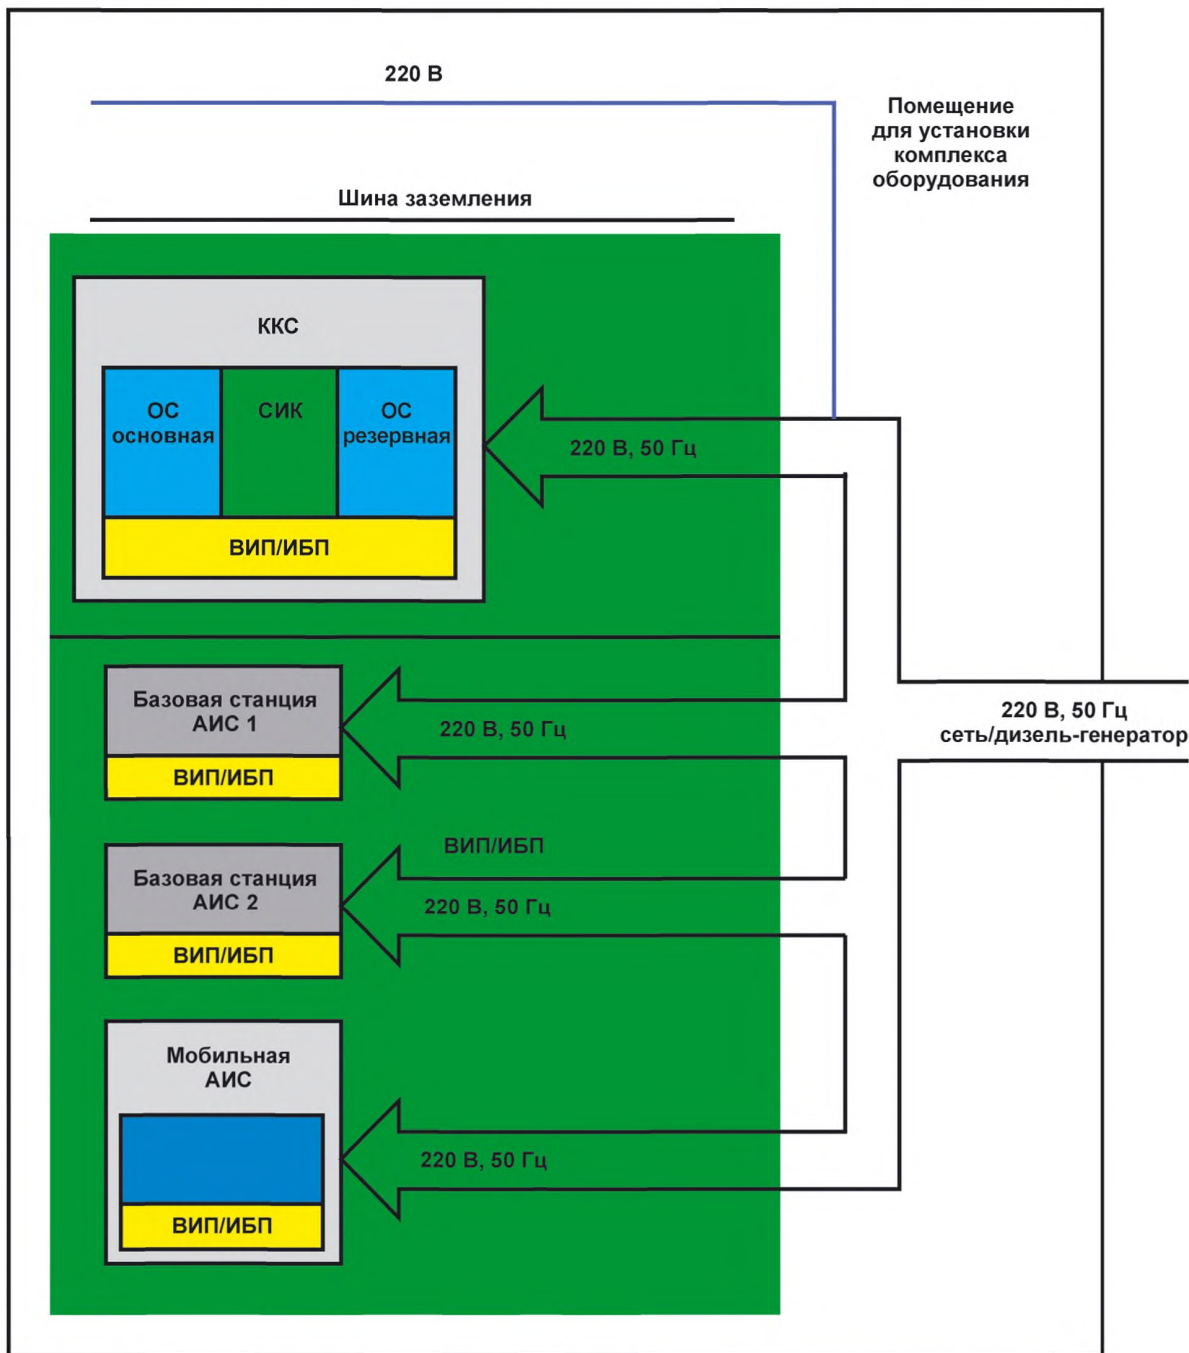 220 В
Помещение
для установки
комплекса
оборудования
Шина заземления
ККС
ОС
основная
СИК
ОС
резервная
220 В, 50 Гц
ВИП/ИБП
Базовая станция
АИС 1
220 В, 50 Гц
ВИП/ИБП
220 В, 50 Гц
сеть/дизель-генератор
ВИП/ИБП
Базовая станция
АИС 2
220 В, 50 Гц
ВИП/ИБП
Мобильная
АИС
220 В, 50 Гц
ВИП/ИБП